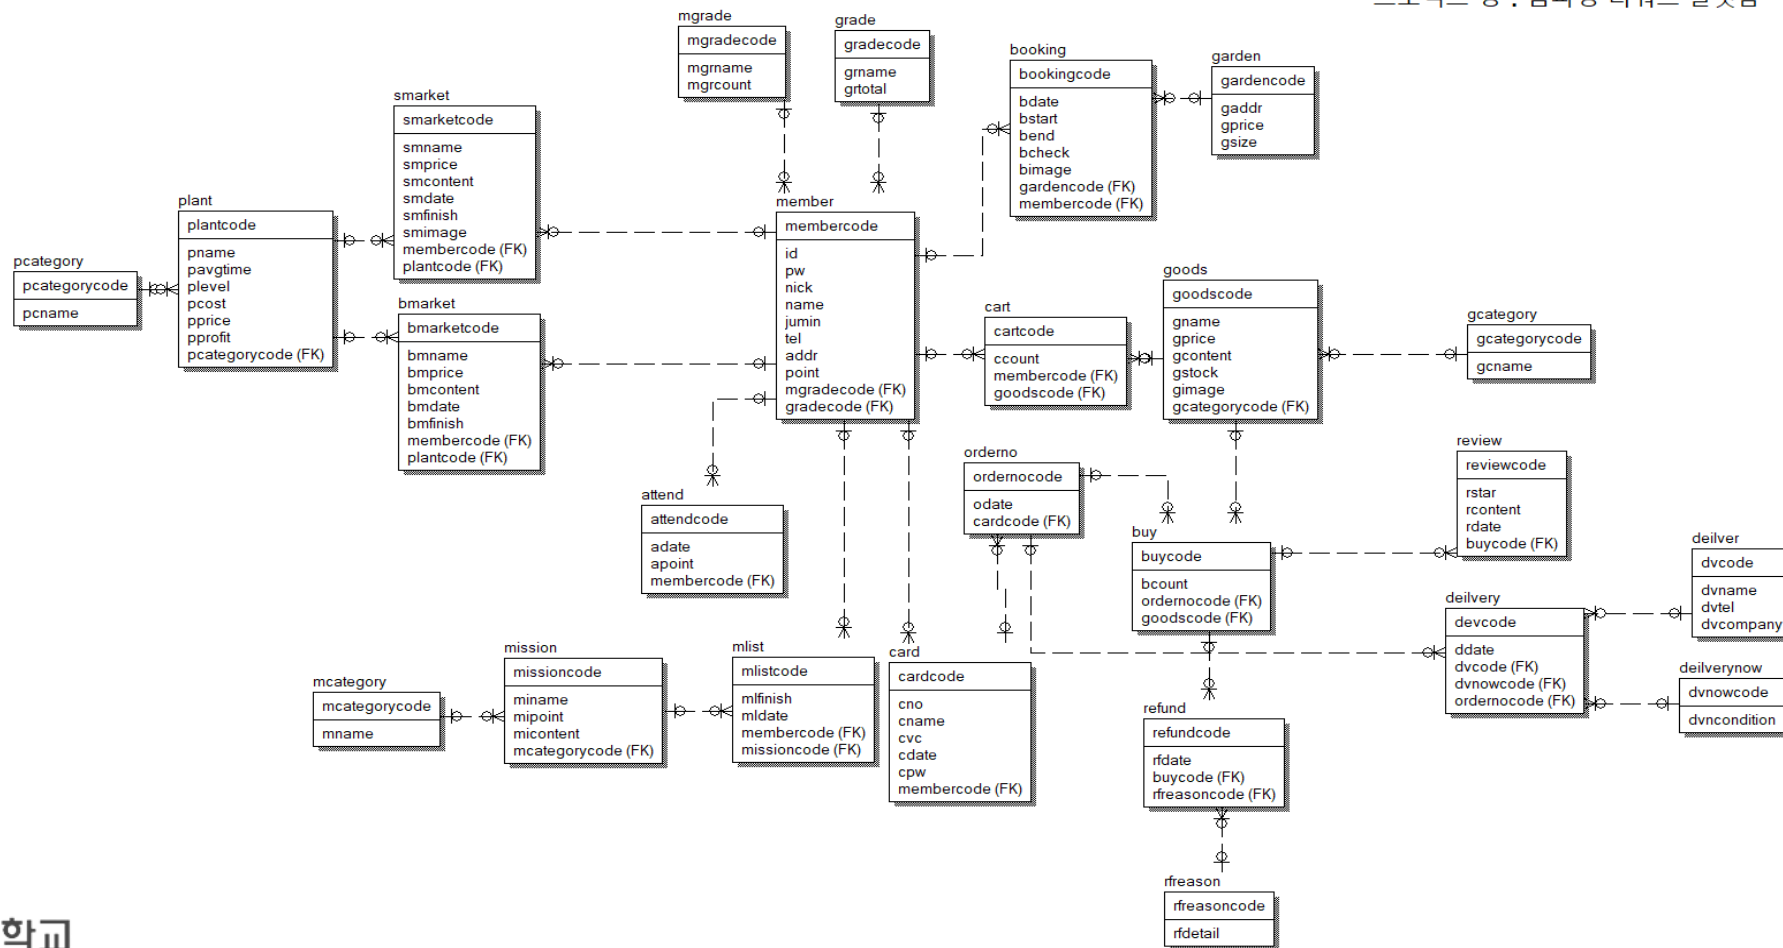 mgrade
mgradecode
mgrname
mgrcount
grade
gradecode
grname
grtotal
booking
bookingcode
bdate
bstart
bend
bcheck
bimage
gardencode (FK)
membercode (FK)
garden
gardencode
gaddr
gprice
gsize
smarket
smarketcode
smname
smprice
smcontent
smdate
smfinish
smimage
membercode (FK)
plantcode (FK)
plant
plantcode
pname
pavgtime
plevel
pcost
pprice
pprofit
pcategorycode (FK)
pcategory
pcategorycode
pcname
bmarket
bmarketcode
bmname
bmprice
bmcontent
bmdate
bmfinish
membercode (FK)
plantcode (FK)
member
membercode
id
pw
nick
name
jumin
tel
addr
point
mgradecode (FK)
gradecode (FK)
cart
cartcode
ccount
membercode (FK)
goodscode (FK)
goods
goodscode
gname
gprice
gcontent
gstock
gimage
gcategorycode (FK)
gcategory
gcategorycode
gcname
attend
attendcode
adate
apoint
membercode (FK)
orderno
ordernocode
odate
cardcode (FK)
buy
buycode
bcount
ordernocode (FK)
goodscode (FK)
review
reviewcode
rstar
rcontent
rdate
buycode (FK)
deilver
dvcode
dvname
dvtel
dvcompany
deilvery
devcode
ddate
dvcode (FK)
dvnowcode (FK)
ordernocode (FK)
deilverynow
dvnowcode
dvncondition
mcategory
mcategorycode
mname
mission
missioncode
miname
mipoint
micontent
mcategorycode (FK)
mlist
mlistcode
mlfinish
mldate
membercode (FK)
missioncode (FK)
card
cardcode
cno
cname
cvc
cdate
cpw
membercode (FK)
refund
refundcode
rfdate
buycode (FK)
rfreasoncode (FK)
rfreason
rfreasoncode
rfdetail
학교